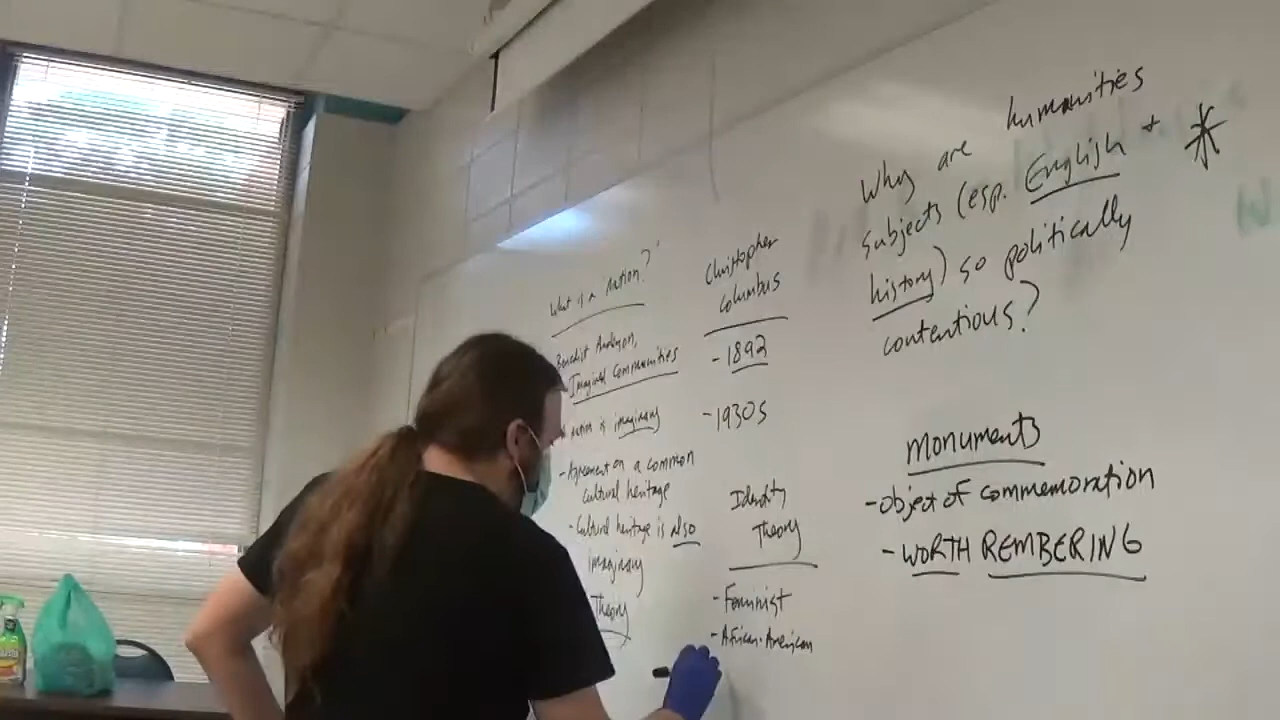 What is a nation?
Benedict Anderson,
Imagined Communities
nation is imaginary
-Agreement on a common
cultural heritage
-Cultural heritage is also
imaginary
Theory
Christopher
Columbus
-1892
-1930s
Identity
Theory
-Feminist
-African-American
Why are humanities
subjects (esp. English +
history) so politically
contentious?
*
monuments
-object of commemoration
-WORTH REMBERING